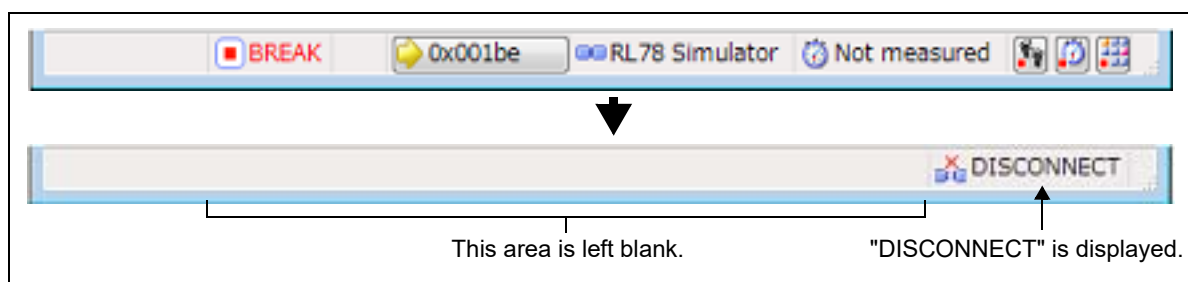 BREAK 0x001be RL78 Simulator Not measured
DISCONNECT
This area is left blank. "DISCONNECT" is displayed.